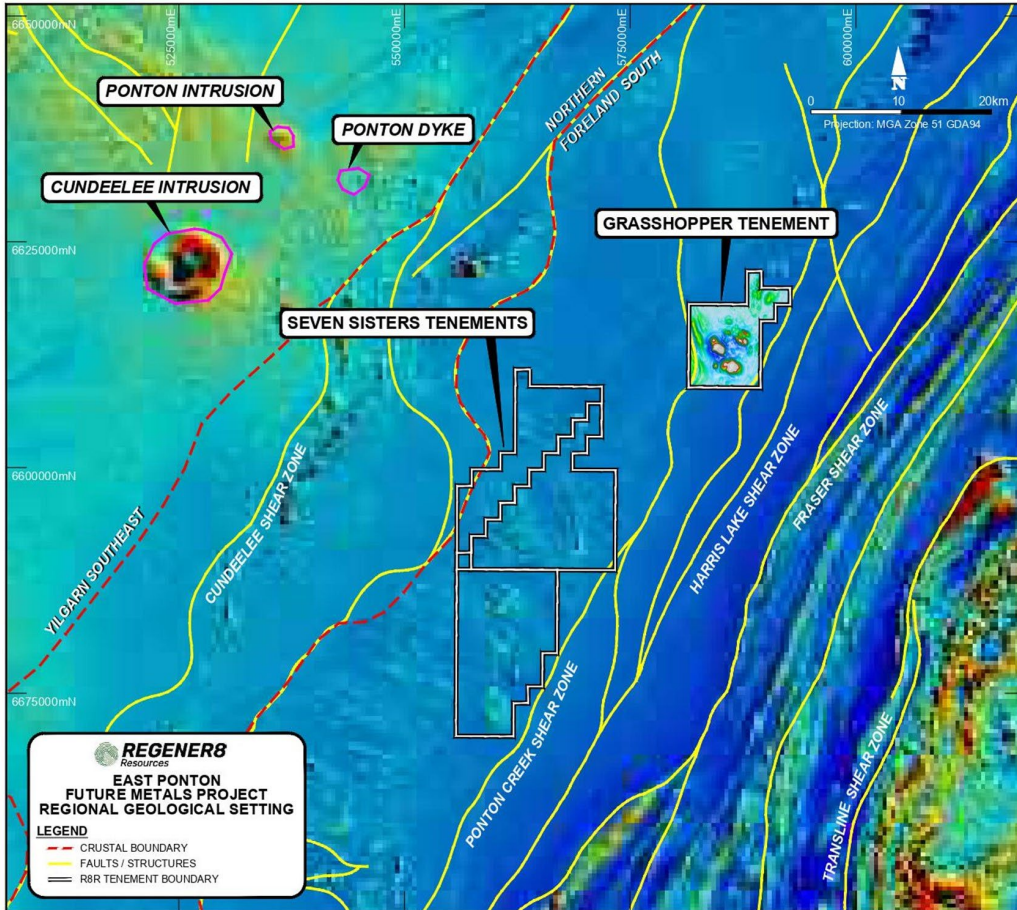 6650000mN
525000mE
550000mE
575000mE
600000mE
PONTON INTRUSION
PONTON DYKE
CUNDEELEE INTRUSION
NORTHERN
FORELAND SOUTH
N
0 10 20km
Projection: MGA Zone 51 GDA94
GRASSHOPPER TENEMENT
6625000mN
SEVEN SISTERS TENEMENTS
6600000mN
YILGARN SOUTHEAST
CUNDEELEE SHEAR ZONE
HARRIS LAKE SHEAR ZONE
FRASER SHEAR ZONE
6675000mN
PONTON CREEK SHEAR ZONE
TRANSLINE SHEAR ZONE
REGENER8
Resources
EAST PONTON
FUTURE METALS PROJECT
REGIONAL GEOLOGICAL SETTING
LEGEND
CRUSTAL BOUNDARY
FAULTS / STRUCTURES
R8R TENEMENT BOUNDARY